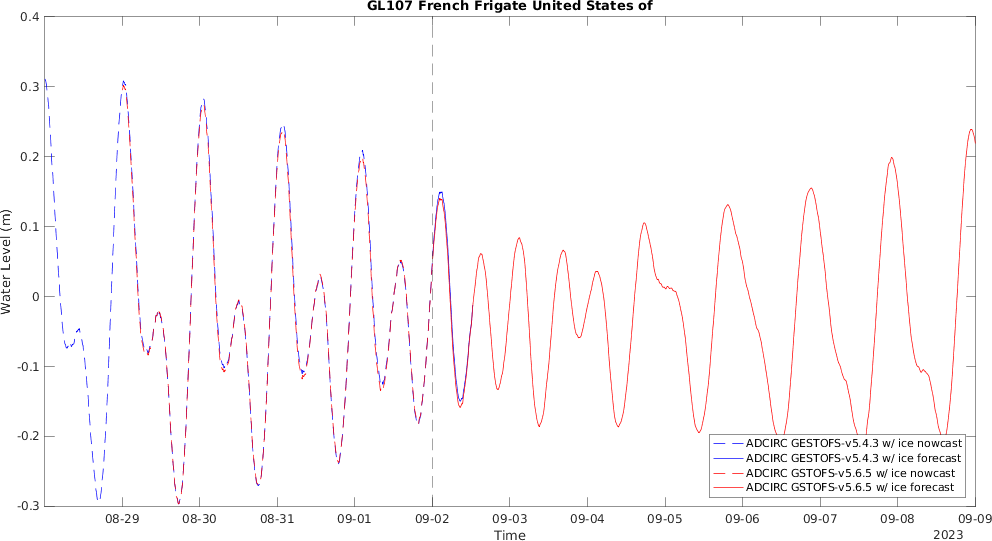 GL107 French Frigate United States of
0.4
0.3
0.2
0.1
0
-0.1
-0.2
-0.3
Water Level (m)
ADCIRC GESTOFS-v5.4.3 w/ ice nowcast
ADCIRC GESTOFS-v5.4.3 w/ ice forecast
ADCIRC GSTOFS-v5.6.5 w/ ice nowcast
ADCIRC GSTOFS-v5.6.5 w/ ice forecast
08-29 08-30 08-31 09-01 09-02 09-03 09-04 09-05 09-06 09-07 09-08 09-09
Time
2023